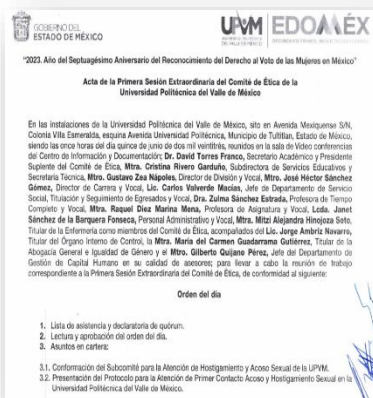 GOBIERNO DEL
ESTADO DE MÉXICO
UPVM
EDOMÉX
"2023. Año del Septuagésimo Aniversario del Reconocimiento del Derecho al Voto de las Mujeres en México"
Acta de la Primera Sesión Extraordinaria del Comité de Ética de la
Universidad Politécnica del Valle de México
En las instalaciones de la Universidad Politécnica del Valle de México, sito en Avenida Mexiquense S/N,
Colonia Villa Esmeralda, esquina Avenida Universidad Politécnica, Municipio de Tultitlan, Estado de México,
siendo las once horas del día quince de junio de dos mil veintitrés, reunidos en la sala de Video conferencias
del Centro de Información y Documentación; Dr. David Torres Franco, Secretario Académico y Presidente
Suplente del Comité de Ética, Mtra. Cristina Rivero Garduño, Subdirectora de Servicios Educativos y
Secretaria Técnica, Mtro. Gustavo Zea Nápoles, Director de División y Vocal, Mtro. José Héctor Sánchez
Gómez, Director de Carrera y Vocal, Lic. Carlos Valverde Macías, Jefe de Departamento de Servicio
Social, Titulación y Seguimiento de Egresados y Vocal, Dra. Zulma Sánchez Estrada, Profesora de Tiempo
Completo y Vocal, Mtra. Raquel Diez Marina Mena, Profesora de Asignatura y Vocal, Lcda. Janet
Sánchez de la Barquera Fonseca, Personal Administrativo y Vocal, Mtra. Mitzi Alejandra Hinojoza Soto,
Titular de la Enfermería como miembros del Comité de Ética, acompañados del Lic. Jorge Ambriz Navarro,
Titular del Órgano Interno de Control, la Mtra. María del Carmen Guadarrama Gutiérrez, Titular de la
Abogacía General e Igualdad de Género y el Mtro. Gilberto Quijano Pérez, Jefe del Departamento de
Gestión de Capital Humano en su calidad de asesores; para llevar a cabo la reunión de trabajo
correspondiente a la Primera Sesión Extraordinaria del Comité de Ética, de conformidad al siguiente:
Orden del día
1. Lista de asistencia y declaratoria de quórum.
2. Lectura y aprobación del orden del día.
3. Asuntos en cartera:
3.1. Conformación del Subcomité para la Atención de Hostigamiento y Acoso Sexual de la UPVM.
3.2. Presentación del Protocolo para la Atención de Primer Contacto Acoso y Hostigamiento Sexual en la
Universidad Politécnica del Valle de México.